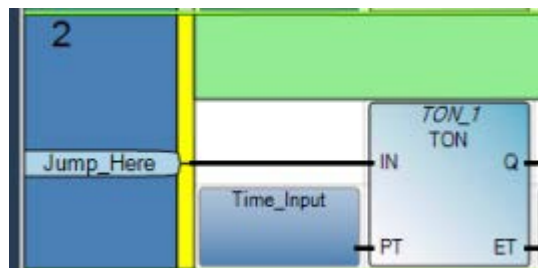 2
TON_1
TON
Jump_Here
IN
Q
Time_Input
PT
ET